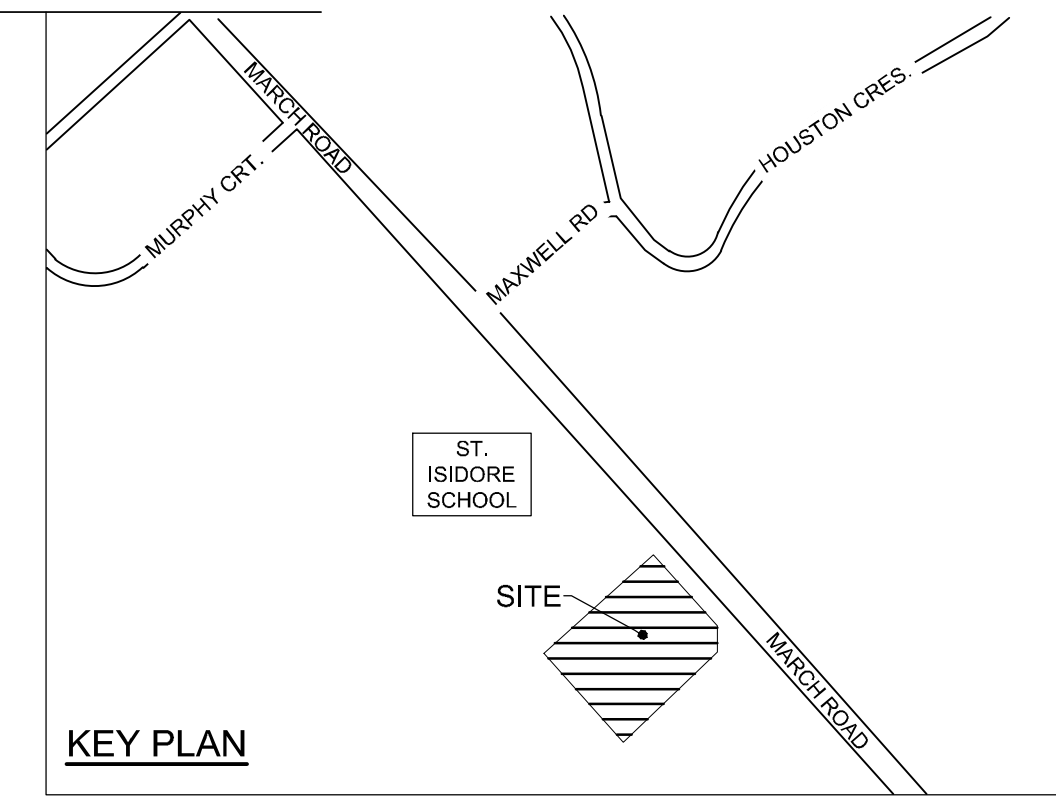 MARCH ROAD
HOUSTON CRES.
MURPHY CRT.
MAXWELL RD
ST.
ISIDORE
SCHOOL
SITE
MARCH ROAD
KEY PLAN